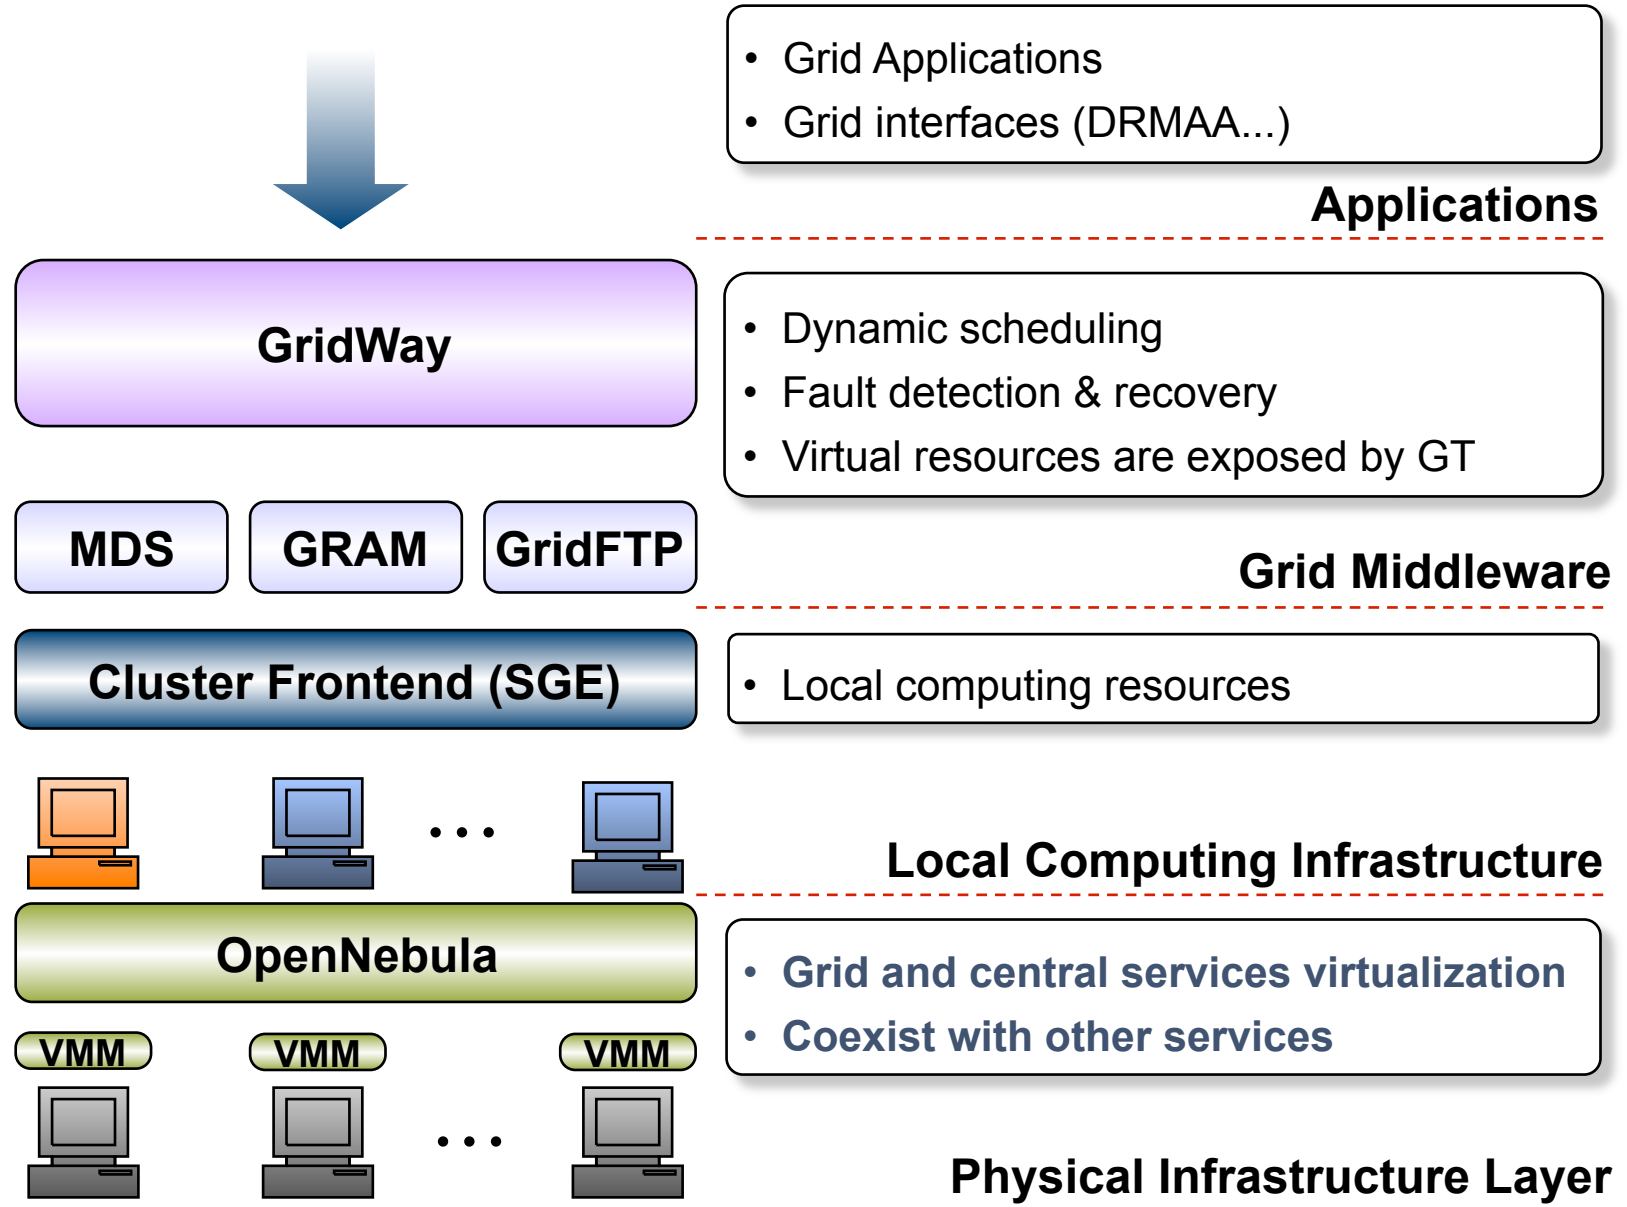 • Grid Applications
• Grid interfaces (DRMAA...)
Applications
GridWay
• Dynamic scheduling
• Fault detection & recovery
• Virtual resources are exposed by GT
MDS
GRAM
GridFTP
Grid Middleware
Cluster Frontend (SGE)
• Local computing resources
...
Local Computing Infrastructure
OpenNebula
• Grid and central services virtualization
• Coexist with other services
VMM
VMM
VMM
...
Physical Infrastructure Layer